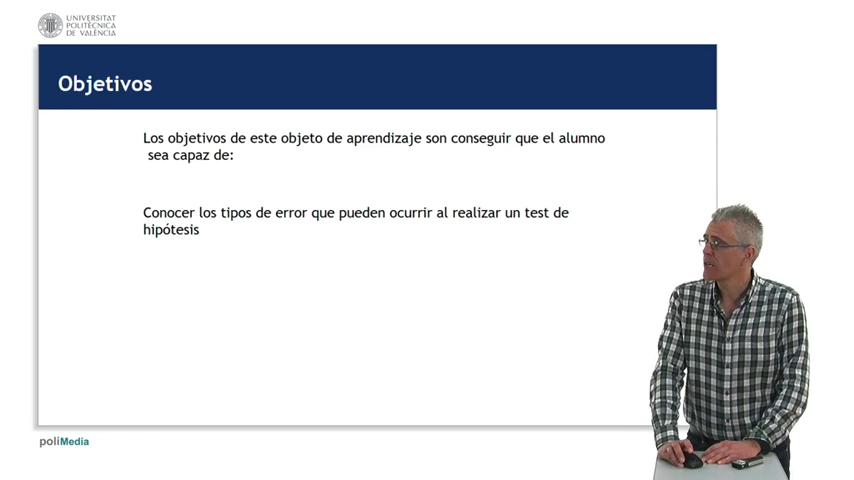 UNIVERSITAT
POLITÈCNICA
DE VALÈNCIA
Objetivos
Los objetivos de este objeto de aprendizaje son conseguir que el alumno
sea capaz de:
Conocer los tipos de error que pueden ocurrir al realizar un test de
hipótesis
poliMedia